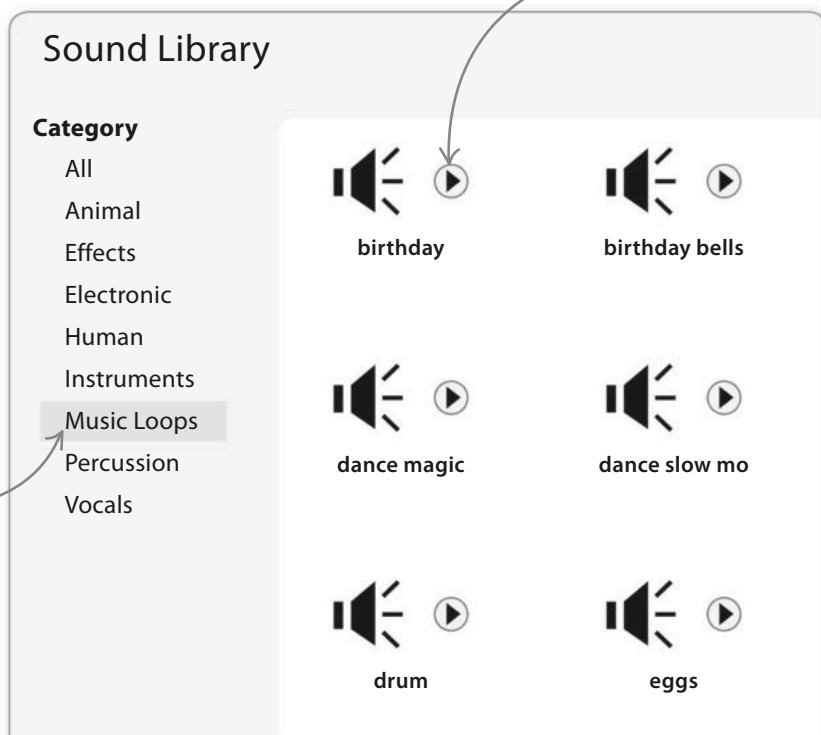 Sound Library
Category
All
Animal
Effects
Electronic
Human
Instruments
Music Loops
Percussion
Vocals
birthday
birthday bells
dance magic
dance slow mo
drum
eggs